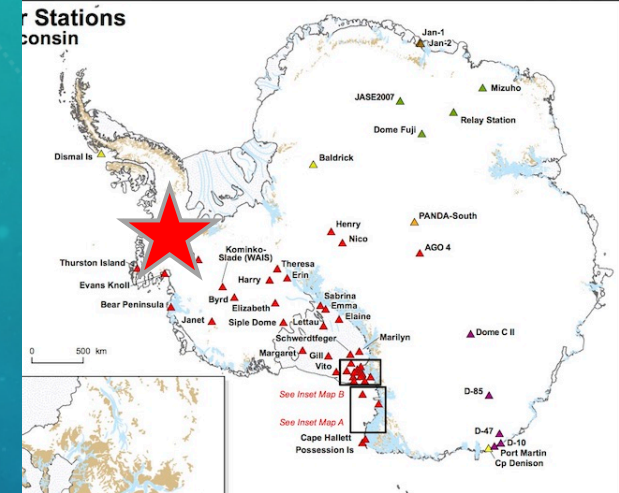 r Stations
consin
Jan-1
Jan-2
Mizuho
JASE2007
Relay Station
Dome Fuji
Dismal Is
Baldrick
PANDA-South
Henry
Nico
AGO 4
Kominko-
Slade (WAIS)
Thurston Island
Theresa
Erin
Harry
Evans Knoll
Byrd
Sabrina
Emma
Elaine
Bear Peninsula
Elizabeth
Janet
Siple Dome
Lettau
Dome C II
Schwerdtfeger
Marilyn
Margaret
Gill
Vito
0
500 km
See Inset Map B
D-85
See Inset Map A
D-47
Cape Hallett
D-10
Possession Is
Port Martin
Cp Denison